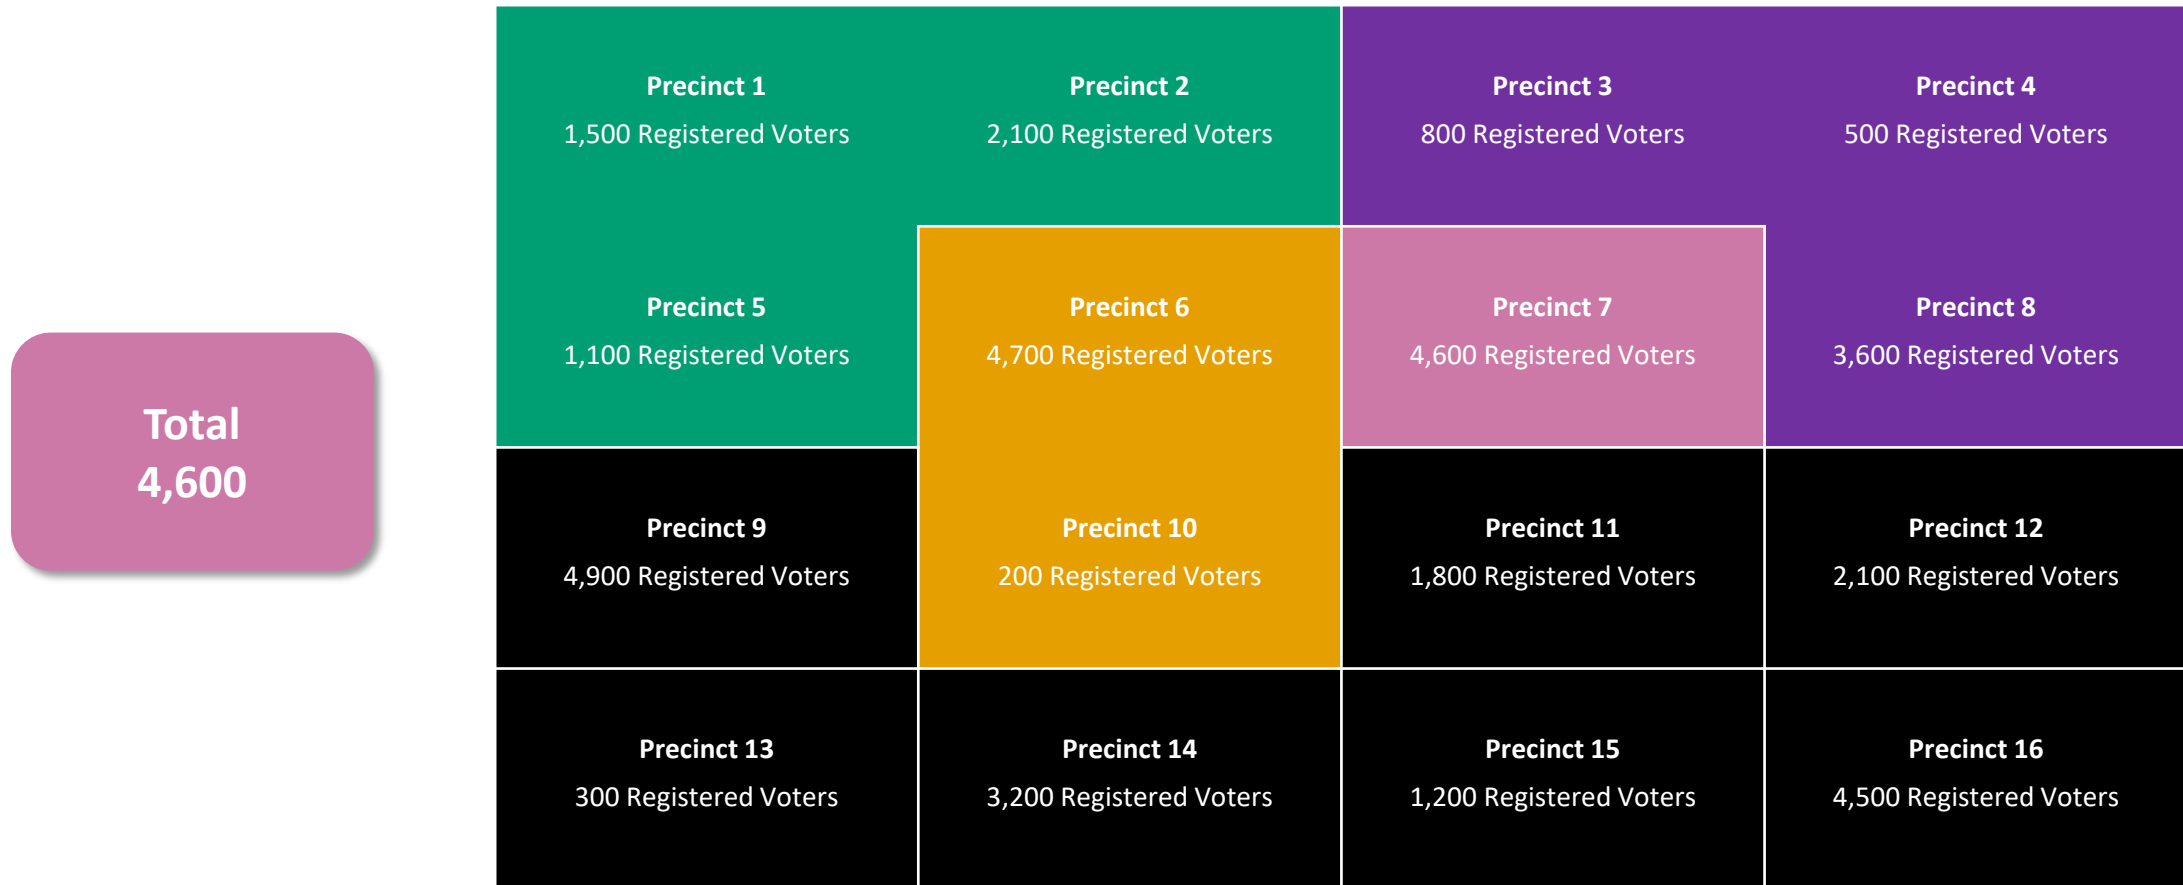 Total
4,600
Precinct 1
1,500 Registered Voters
Precinct 2
2,100 Registered Voters
Precinct 3
800 Registered Voters
Precinct 4
500 Registered Voters
Precinct 5
1,100 Registered Voters
Precinct 6
4,700 Registered Voters
Precinct 7
4,600 Registered Voters
Precinct 8
3,600 Registered Voters
Precinct 9
4,900 Registered Voters
Precinct 10
200 Registered Voters
Precinct 11
1,800 Registered Voters
Precinct 12
2,100 Registered Voters
Precinct 13
300 Registered Voters
Precinct 14
3,200 Registered Voters
Precinct 15
1,200 Registered Voters
Precinct 16
4,500 Registered Voters